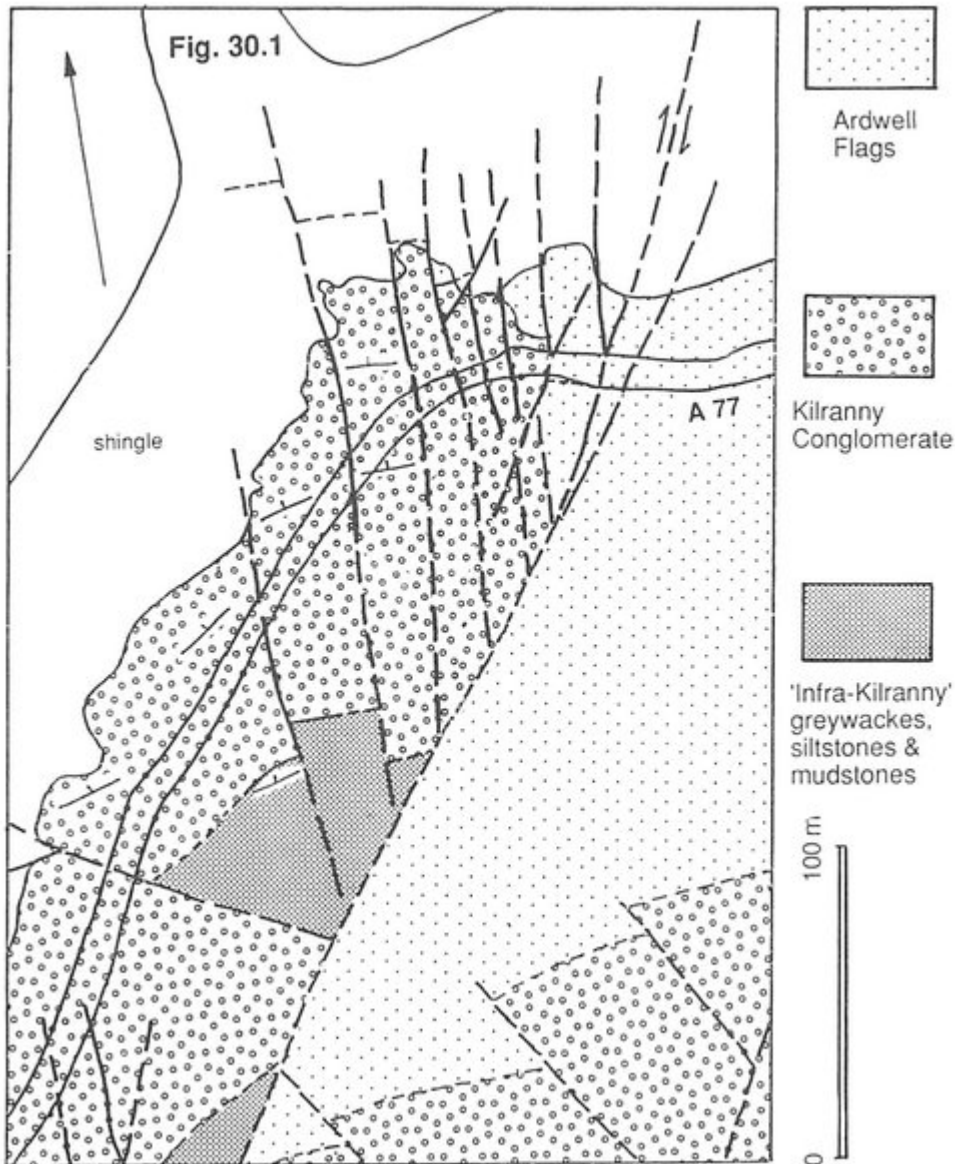 Fig. 30.1
Ardwell
Flags
A 77
Kilranny
Conglomerate
shingle
'Infra-Kilranny'
greywackes,
siltstones &
mudstones
100 m
0